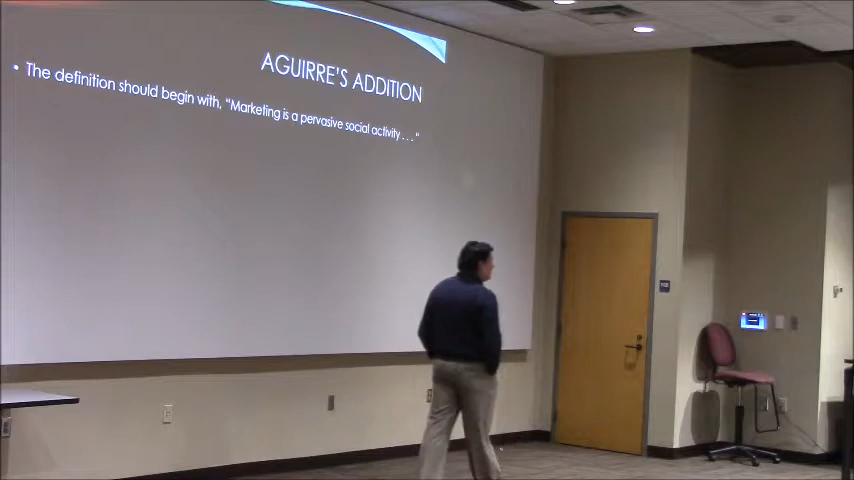 AGUIRRE'S ADDITION
• The definition should begin with, “Marketing is a pervasive social activity . . . “